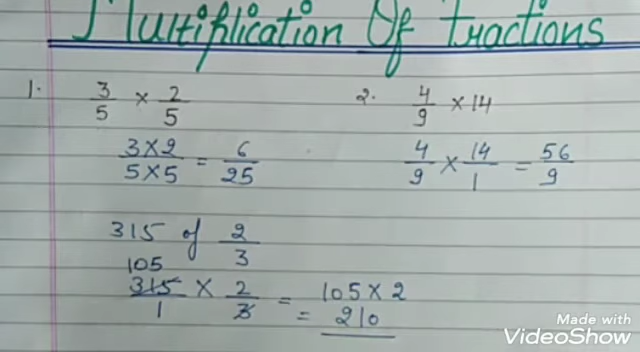 Multiplication Of Fractions
1. 3/5 × 2/5
3×2/5×5 = 6/25
2. 4/9 × 14
4/9 × 14/1 = 56/9
315 of 2/3
105
315/1 × 2/3 = 105×2
= 210
Made with
VideoShow